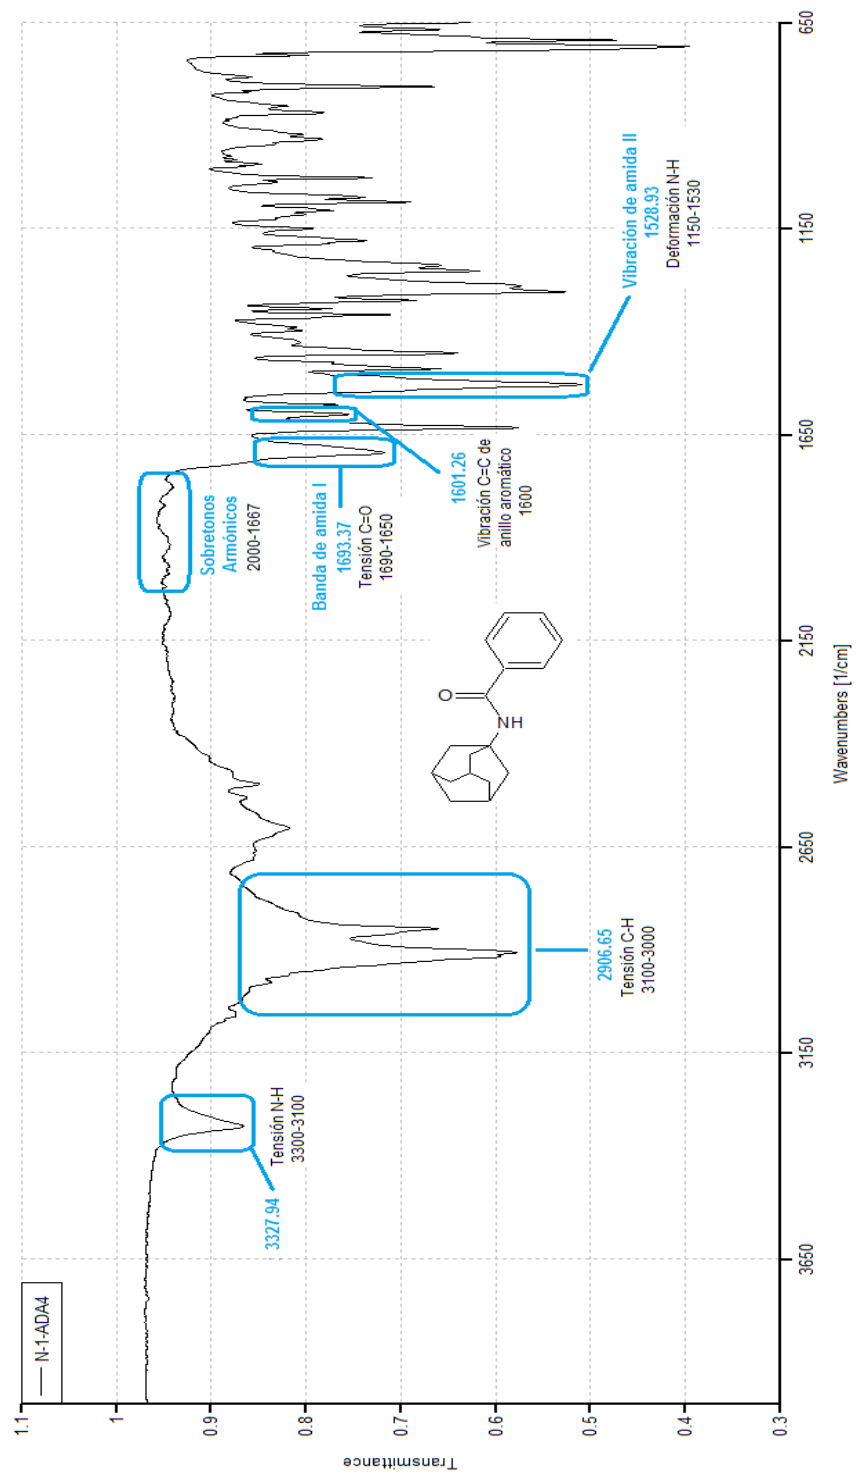 N-1-ADA4
Transmittance
1.1
1
0.9
0.8
0.7
0.6
0.5
0.4
0.3
3650
3150
2650
2150
1650
1150
650
Wavenumbers [1/cm]
3327.94
Tensión N-H
3300-3100
2906.65
Tensión C-H
3100-3000
Sobretonos
Armónicos
2000-1667
Banda de amida I
1693.37
Tensión C=O
1690-1650
1601.26
Vibración C=C de
anillo aromático
1600
Vibración de amida II
1528.93
Deformación N-H
1150-1530
O
NH